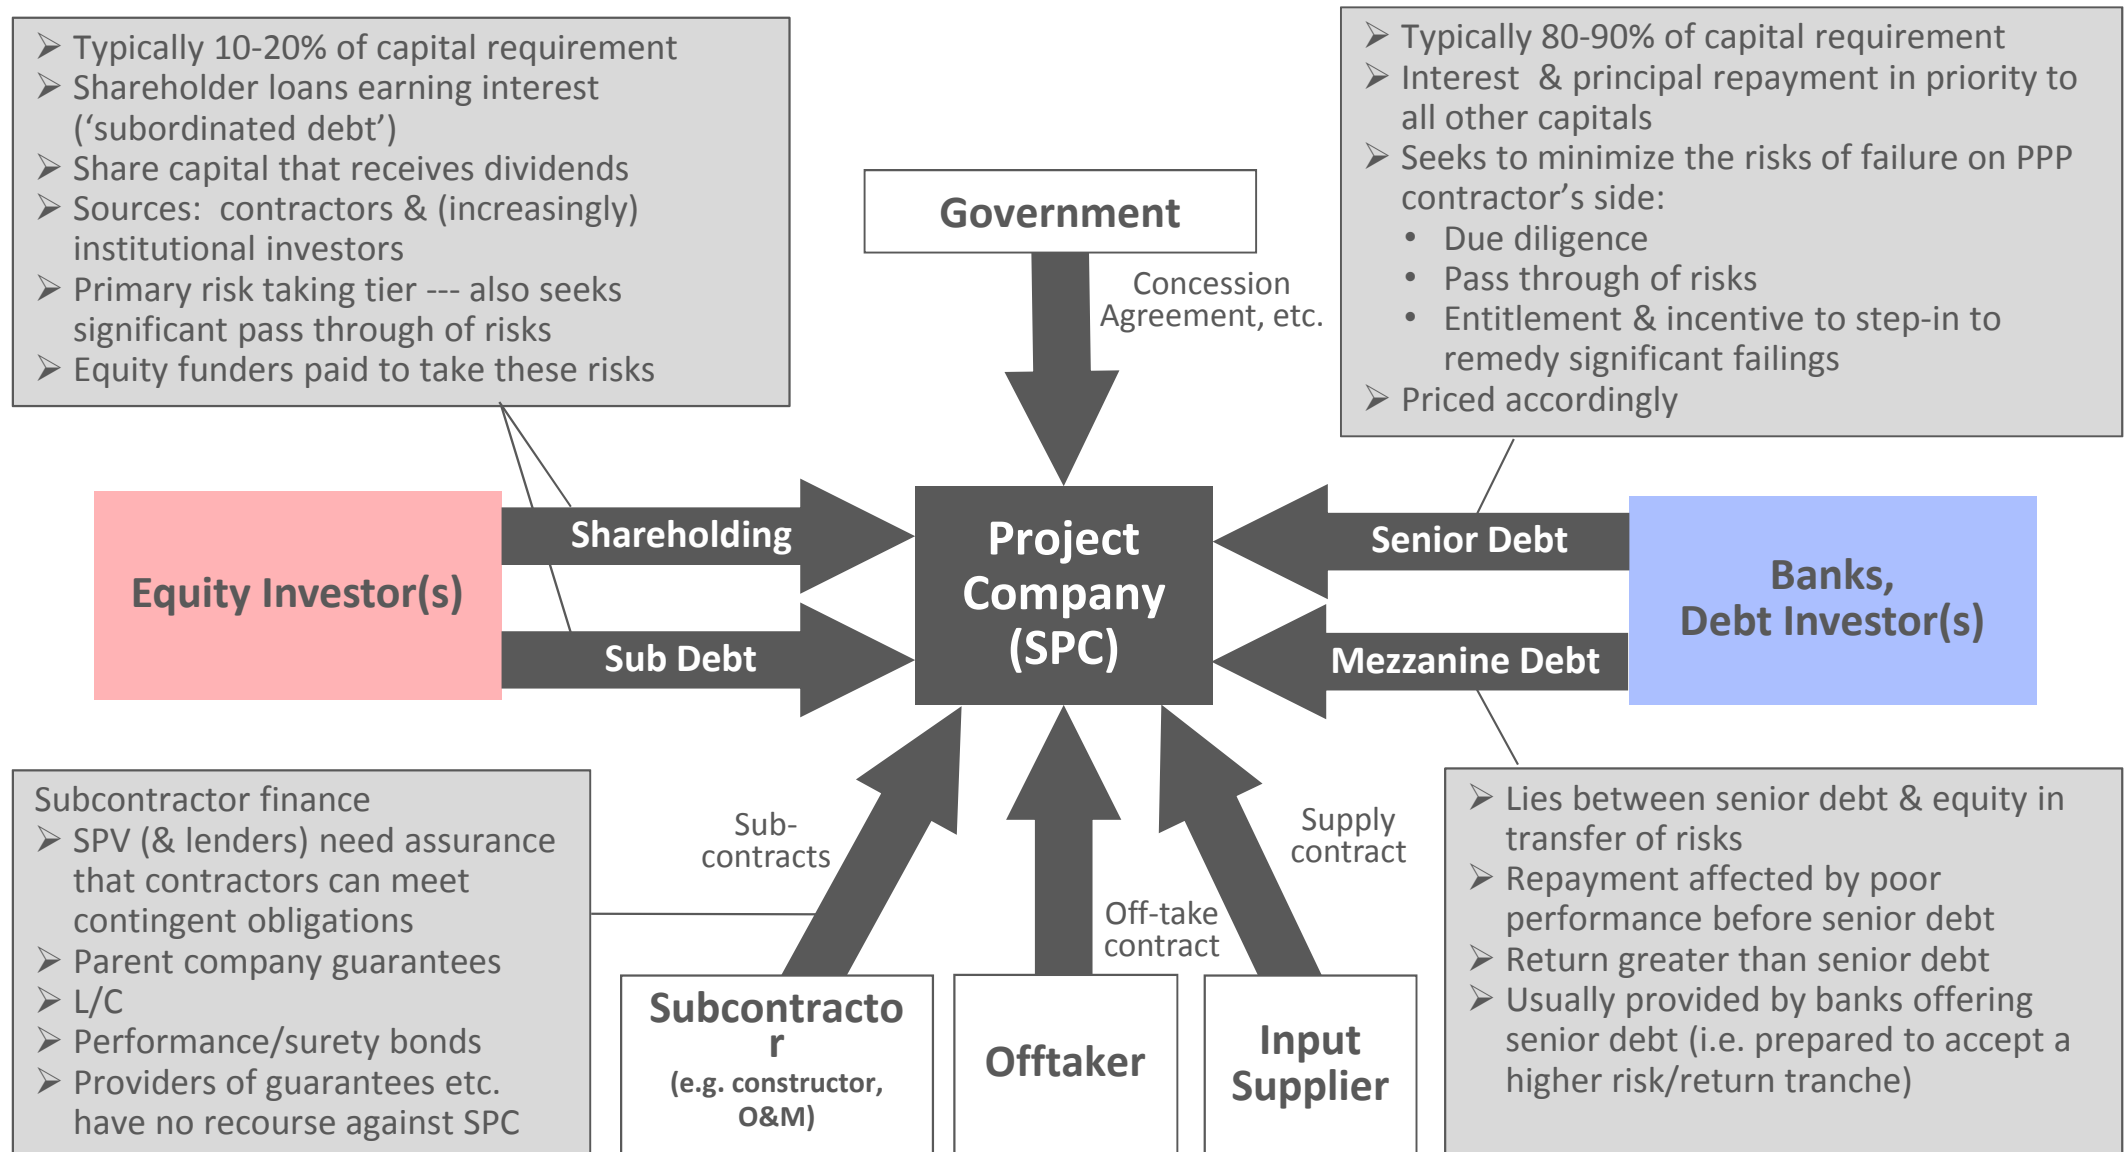 ➢ Typically 10-20% of capital requirement
➢ Shareholder loans earning interest
(‘subordinated debt’)
➢ Share capital that receives dividends
➢ Sources: contractors & (increasingly)
institutional investors
➢ Primary risk taking tier --- also seeks
significant pass through of risks
➢ Equity funders paid to take these risks
➢ Typically 80-90% of capital requirement
➢ Interest & principal repayment in priority to
all other capitals
➢ Seeks to minimize the risks of failure on PPP
contractor’s side:
• Due diligence
• Pass through of risks
• Entitlement & incentive to step-in to
remedy significant failings
➢ Priced accordingly
Government
Concession
Agreement, etc.
Equity Investor(s)
Shareholding
Sub Debt
Project
Company
(SPC)
Senior Debt
Mezzanine Debt
Banks,
Debt Investor(s)
Subcontractor finance
➢ SPV (& lenders) need assurance
that contractors can meet
contingent obligations
➢ Parent company guarantees
➢ L/C
➢ Performance/surety bonds
➢ Providers of guarantees etc.
have no recourse against SPC
Sub-
contracts
Off-take
contract
Supply
contract
Subcontracto
r
(e.g. constructor,
O&M)
Offtaker
Input
Supplier
➢ Lies between senior debt & equity in
transfer of risks
➢ Repayment affected by poor
performance before senior debt
➢ Return greater than senior debt
➢ Usually provided by banks offering
senior debt (i.e. prepared to accept a
higher risk/return tranche)